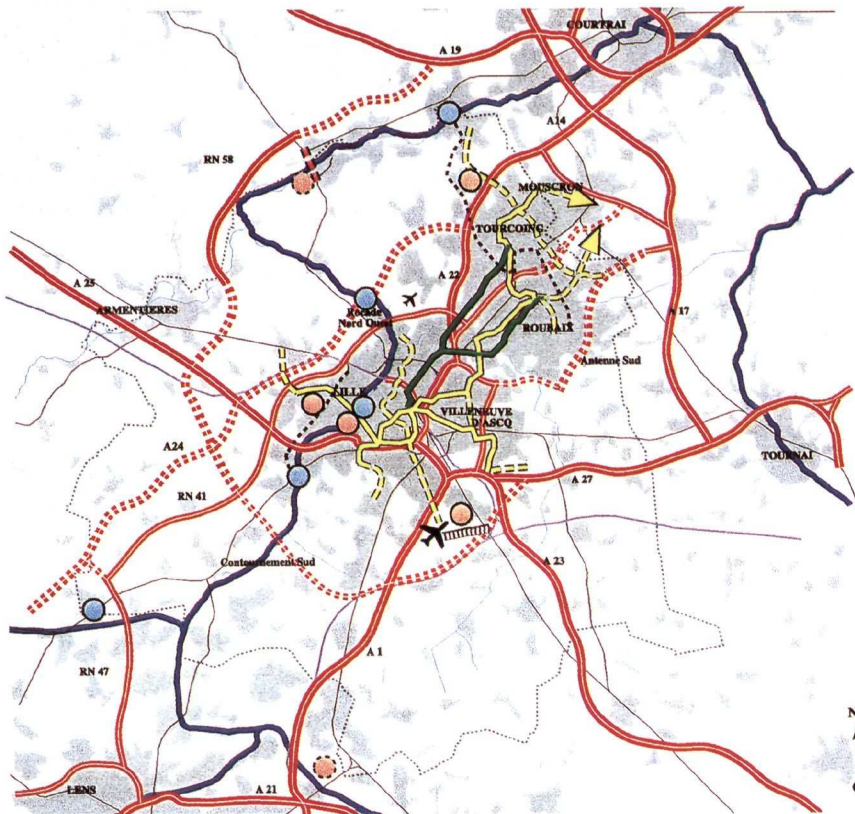 COURTRAI
A 19
A14
RN 58
MOUSCRON
TOURCOING
A 25
A 22
ARMENTIERES
Rocade
Nord Ouest
ROUBAIX
A 17
Antenne Sud
LILLE
VILLENEUVE
D'ASCQ
A24
TOURNAI
RN 41
A 27
Contournement Sud
A 23
A 1
RN 47
N
A
LENS
A 21